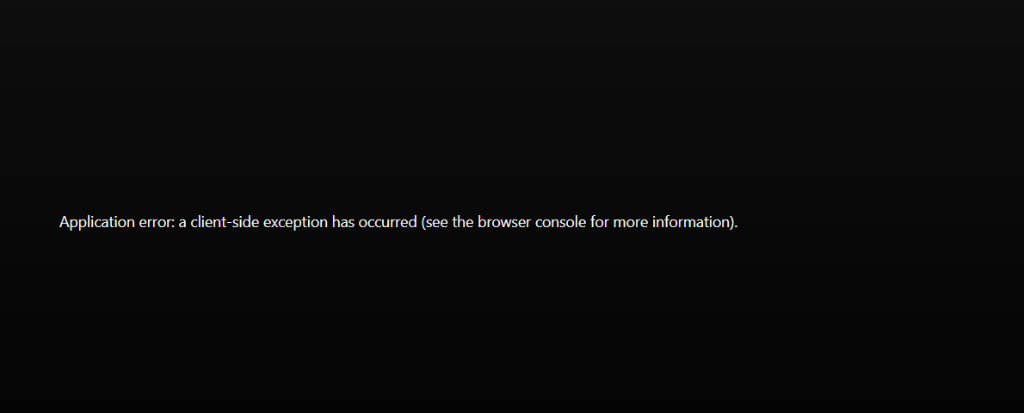 Application error: a client-side exception has occurred (see the browser console for more information).